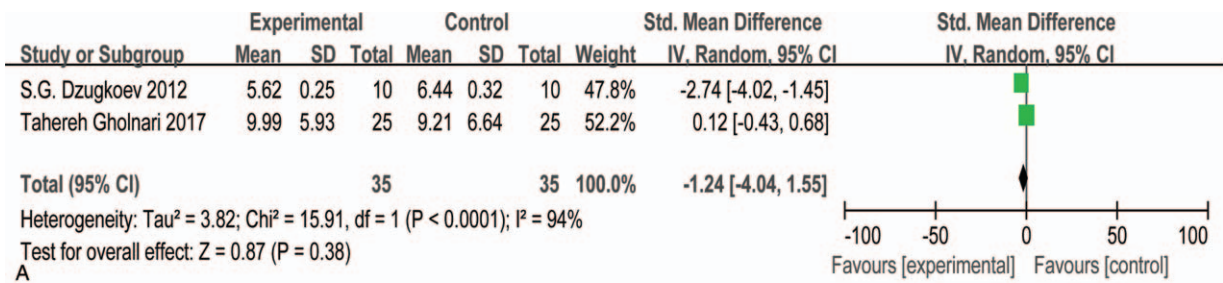 Experimental Control Std. Mean Difference Std. Mean Difference
Study or Subgroup Mean SD Total Mean SD Total Weight IV, Random, 95% CI IV, Random, 95% CI
S.G. Dzugkoev 2012 5.62 0.25 10 6.44 0.32 10 47.8% -2.74 [-4.02, -1.45]
Tahereh Gholnari 2017 9.99 5.93 25 9.21 6.64 25 52.2% 0.12 [-0.43, 0.68]
Total (95% CI) 35 35 100.0% -1.24 [-4.04, 1.55]
Heterogeneity: Tau² = 3.82; Chi² = 15.91, df = 1 (P < 0.0001); I² = 94%
Test for overall effect: Z = 0.87 (P = 0.38)
-100 -50 0 50 100
Favours [experimental] Favours [control]
A